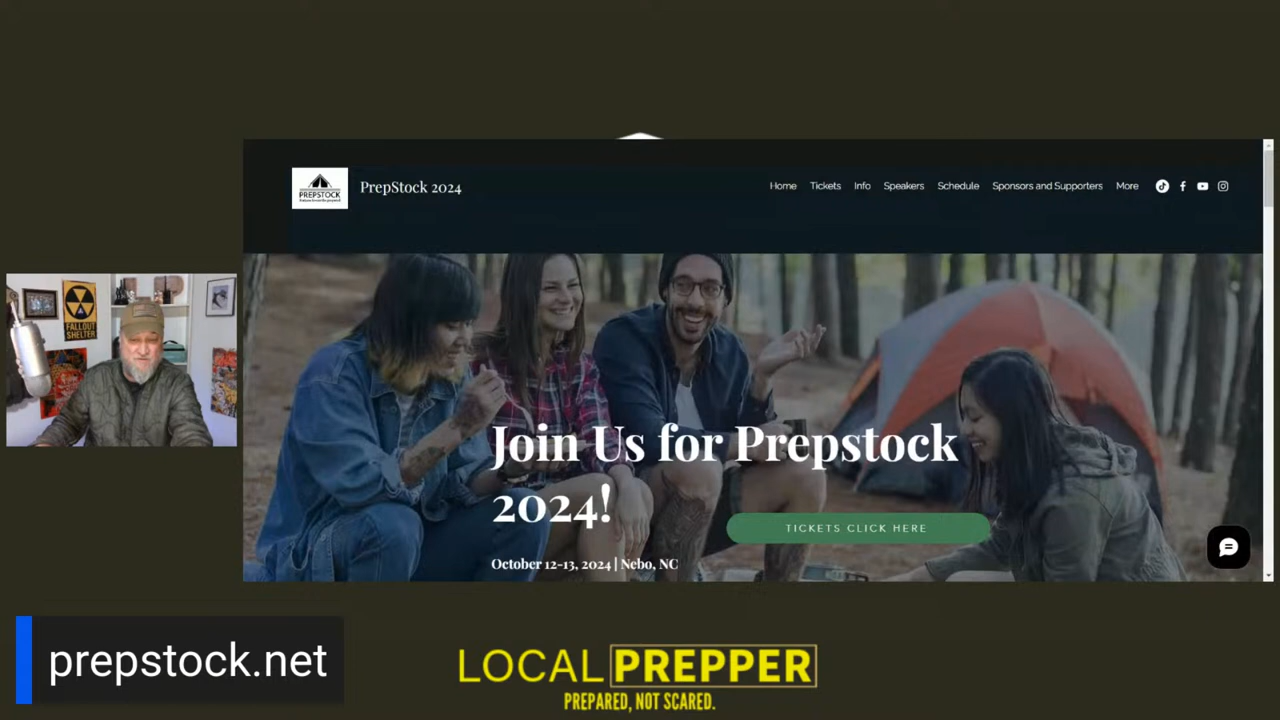 PREPSTOCK
PrepStock 2024
Home Tickets Info Speakers Schedule Sponsors and Supporters More
FALLOUT
SHELTER
Join Us for Prepstock
2024!
TICKETS CLICK HERE
October 12-13, 2024 | Nebo, NC
prepstock.net
LOCAL PREPPER
PREPARED, NOT SCARED.